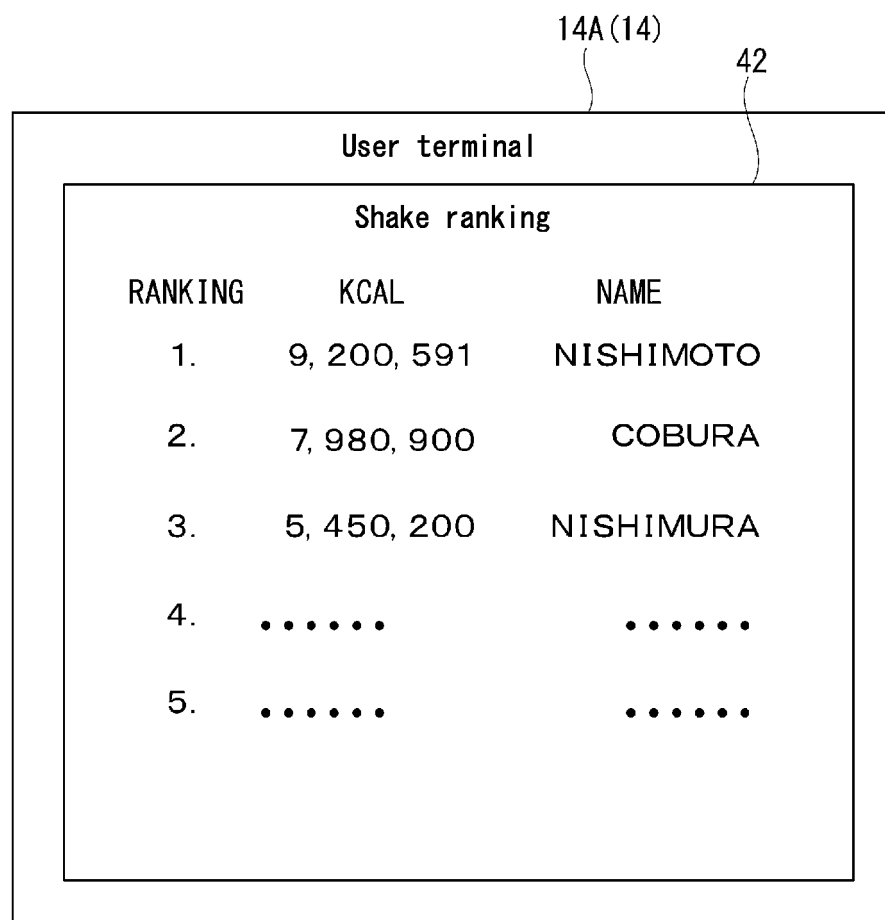 14A(14)
42
User terminal
Shake ranking
RANKING KCAL NAME
1. 9,200,591 NISHIMOTO
2. 7,980,900 COBURA
3. 5,450,200 NISHIMURA
4. •••••• ••••••
5. •••••• ••••••